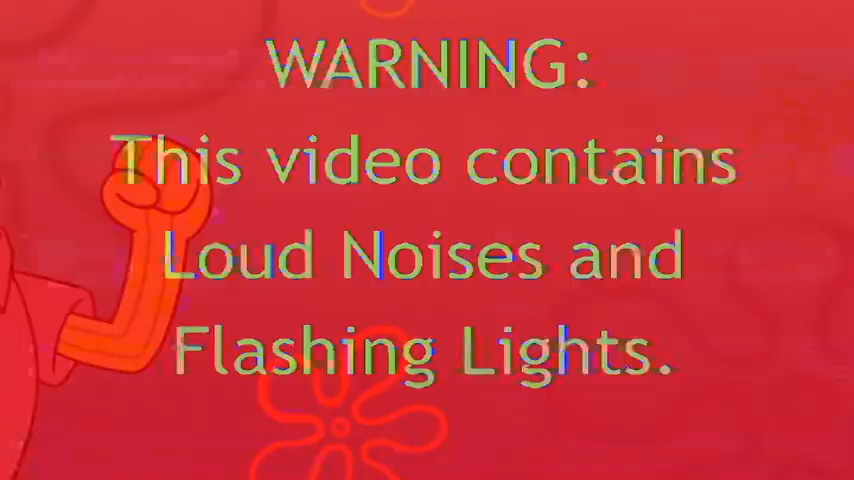 WARNING:
This video contains
Loud Noises and
Flashing Lights.